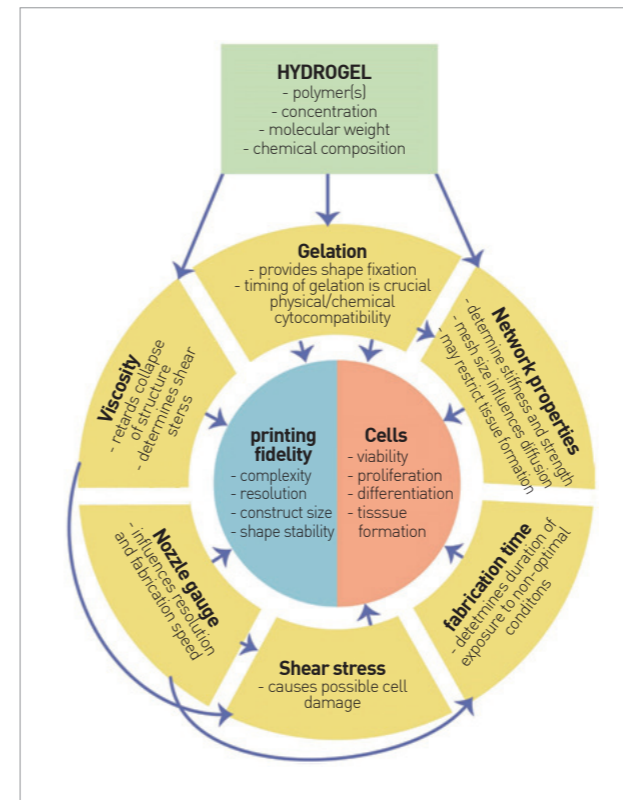 HYDROGEL
- polymer(s)
- concentration
- molecular weight
- chemical composition
Gelation
- provides shape fixation
- timing of gelation is crucial
physical/chemical
cytocompatibility
Viscosity
- retards collapse
of structure
- determines shear
sterss
Network properties
- determine stiffness and strength
- mesh size influences diffusion
- may restrict tissue formation
printing
fidelity
- complexity
- resolution
- construct size
- shape stability
Cells
- viability
- proliferation
- differentiation
- tisssue
formation
Nozzle gauge
- influences resolution
and fabrication speed
fabrication time
- detetmines duration of
exposure to non-optimal
conditons
Shear stress
- causes possible cell
damage